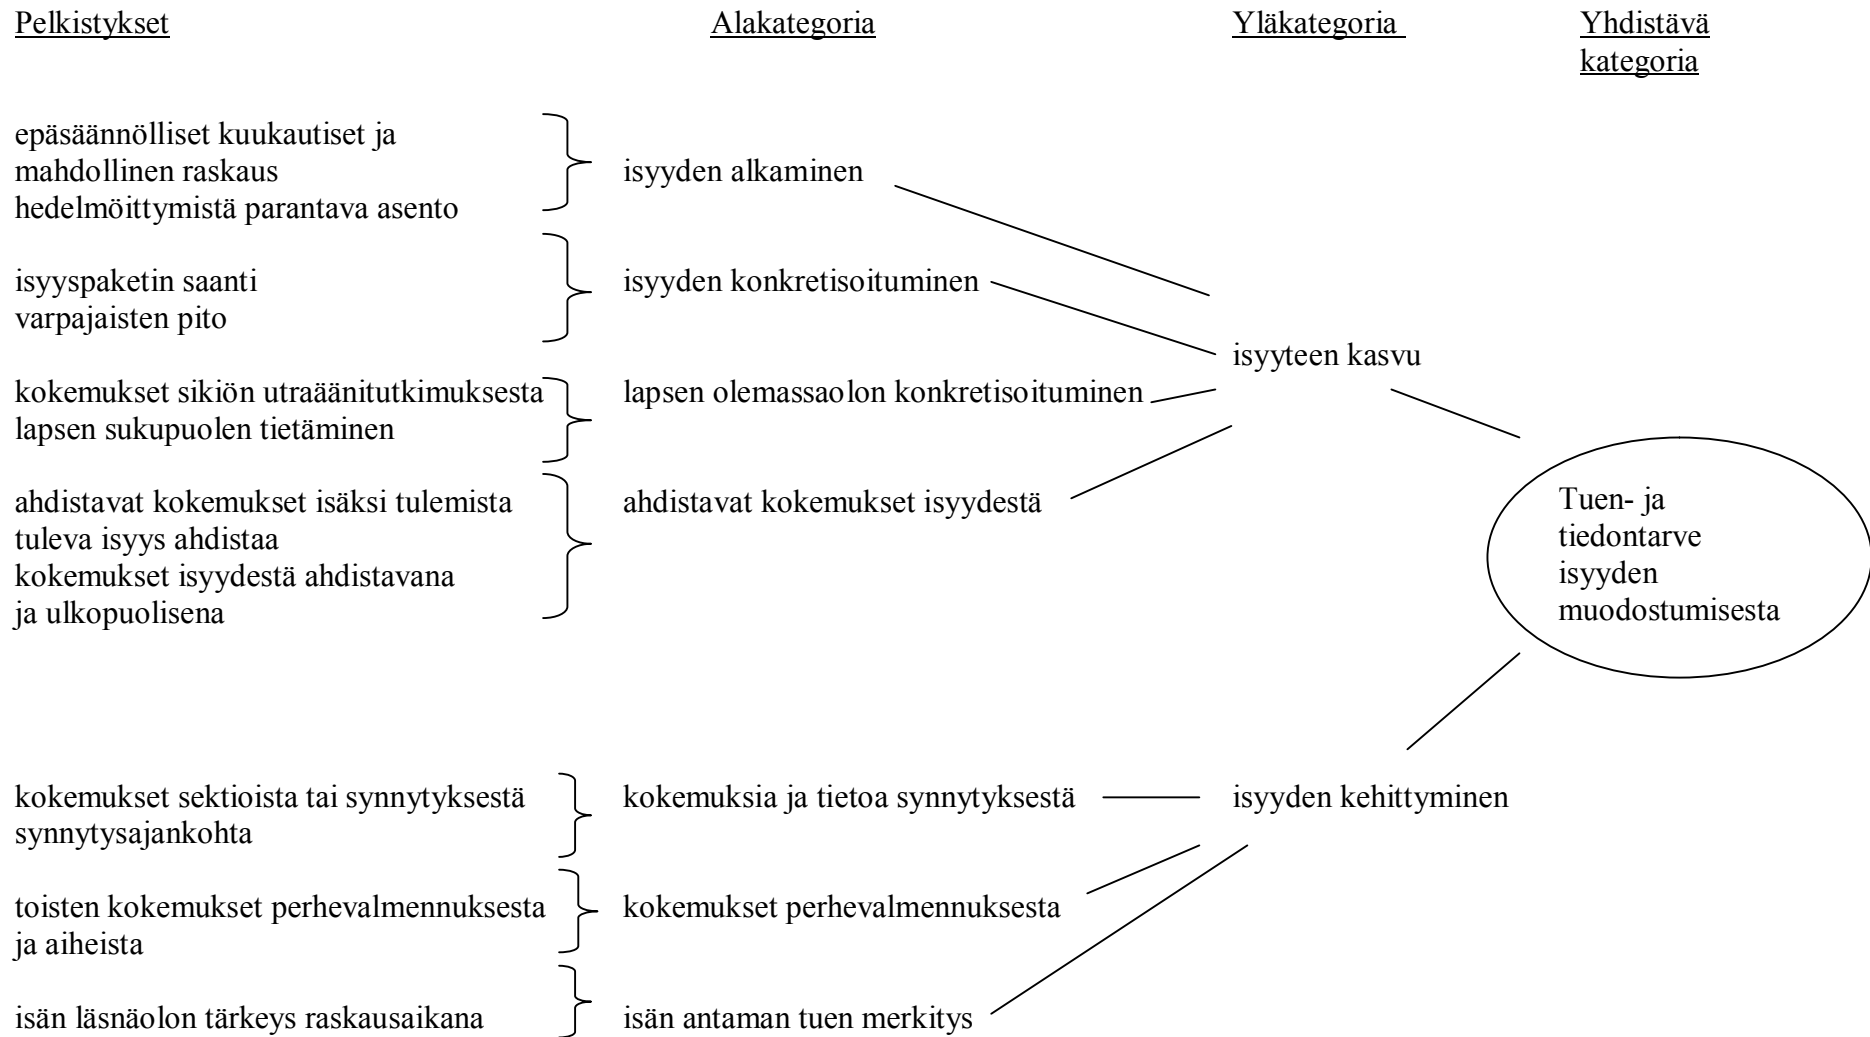 Pelkistykset
Alakategoria
Yläkategoria
Yhdistävä
kategoria
epäsäännölliset kuukautiset ja
mahdollinen raskaus
hedelmöittymistä parantava asento
isyyden alkaminen
isyyspaketin saanti
varpajaisten pito
isyyden konkretisoituminen
kokemukset sikiön utraäänitutkimuksesta
lapsen sukupuolen tietäminen
lapsen olemassaolon konkretisoituminen
ahdistavat kokemukset isäksi tulemista
tuleva isyys ahdistaa
kokemukset isyydestä ahdistavana
ja ulkopuolisena
ahdistavat kokemukset isyydestä
isyyteen kasvu
Tuen- ja
tiedontarve
isyyden
muodostumisesta
kokemukset sektioista tai synnytyksestä
synnytysajankohta
kokemuksia ja tietoa synnytyksestä
isyyden kehittyminen
toisten kokemukset perhevalmennuksesta
ja aiheista
kokemukset perhevalmennuksesta
isän läsnäolon tärkeys raskausaikana
isän antaman tuen merkitys